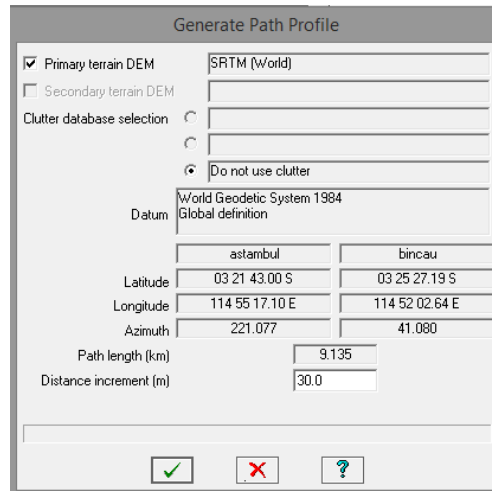 Generate Path Profile
Primary terrain DEM SRTM (World)
Secondary terrain DEM
Clutter database selection
Do not use clutter
World Geodetic System 1984
Datum Global definition
astambul bincau
Latitude 03 21 43.00 S 03 25 27.19 S
Longitude 114 55 17.10 E 114 52 02.64 E
Azimuth 221.077 41.080
Path length (km) 9.135
Distance increment (m) 30.0
?